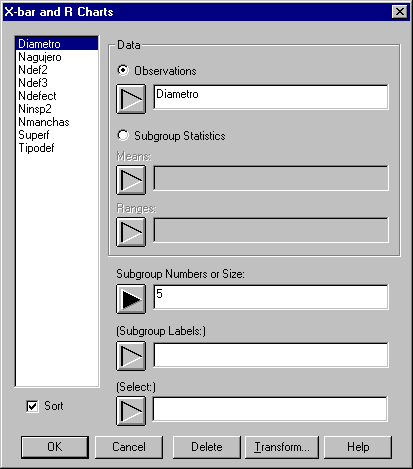 X-bar and R Charts
Diametro
Nagujero
Ndef2
Ndef3
Ndefect
Ninsp2
Nmanchas
Superf
Tipodef
Sort
Data
Observations
Diametro
Subgroup Statistics
Means:
Ranges:
Subgroup Numbers or Size:
5
(Subgroup Labels:)
(Select:)
OK
Cancel
Delete
Transform...
Help